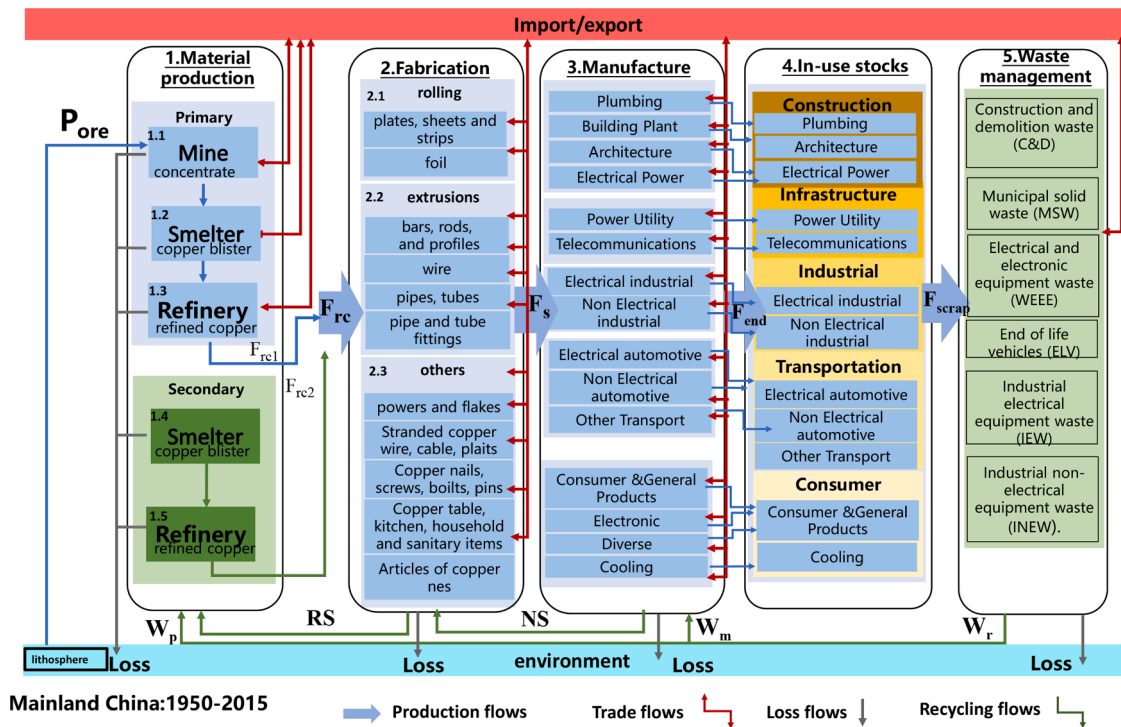 Import/export
1.Material
production
P_ore
Primary
1.1
Mine
concentrate
1.2
Smelter
copper blister
1.3
Refinery
refined copper
F_rc1
F_rc2
Secondary
1.4
Smelter
copper blister
1.5
Refinery
refined copper
F_rc
2.Fabrication
2.1
rolling
plates, sheets and
strips
foil
2.2
extrusions
bars, rods,
and profiles
wire
pipes, tubes
pipe and tube
fittings
2.3
others
powers and flakes
Stranded copper
wire, cable, plaits
Copper nails,
screws, boilts, pins
Copper table,
kitchen, household
and sanitary items
Articles of copper
nes
F_s
3.Manufacture
Plumbing
Building Plant
Architecture
Electrical Power
Power Utility
Telecommunications
Electrical industrial
Non Electrical
industrial
Electrical automotive
Non Electrical
automotive
Other Transport
Consumer &General
Products
Electronic
Diverse
Cooling
F_end
4.In-use stocks
Construction
Plumbing
Architecture
Electrical Power
Infrastructure
Power Utility
Telecommunications
Industrial
Electrical industrial
Non Electrical
industrial
Transportation
Electrical automotive
Non Electrical
automotive
Other Transport
Consumer
Consumer &General
Products
Cooling
F_scrap
5.Waste
management
Construction and
demolition waste
(C&D)
Municipal solid
waste (MSW)
Electrical and
electronic
equipment waste
(WEEE)
End of life
vehicles (ELV)
Industrial
electrical
equipment waste
(IEW)
Industrial non-
electrical
equipment waste
(INEW).
W_p
RS
NS
W_m
W_r
lithosphere
Loss
Loss
environment
Loss
Loss
Mainland China:1950-2015
Production flows
Trade flows
Loss flows
Recycling flows